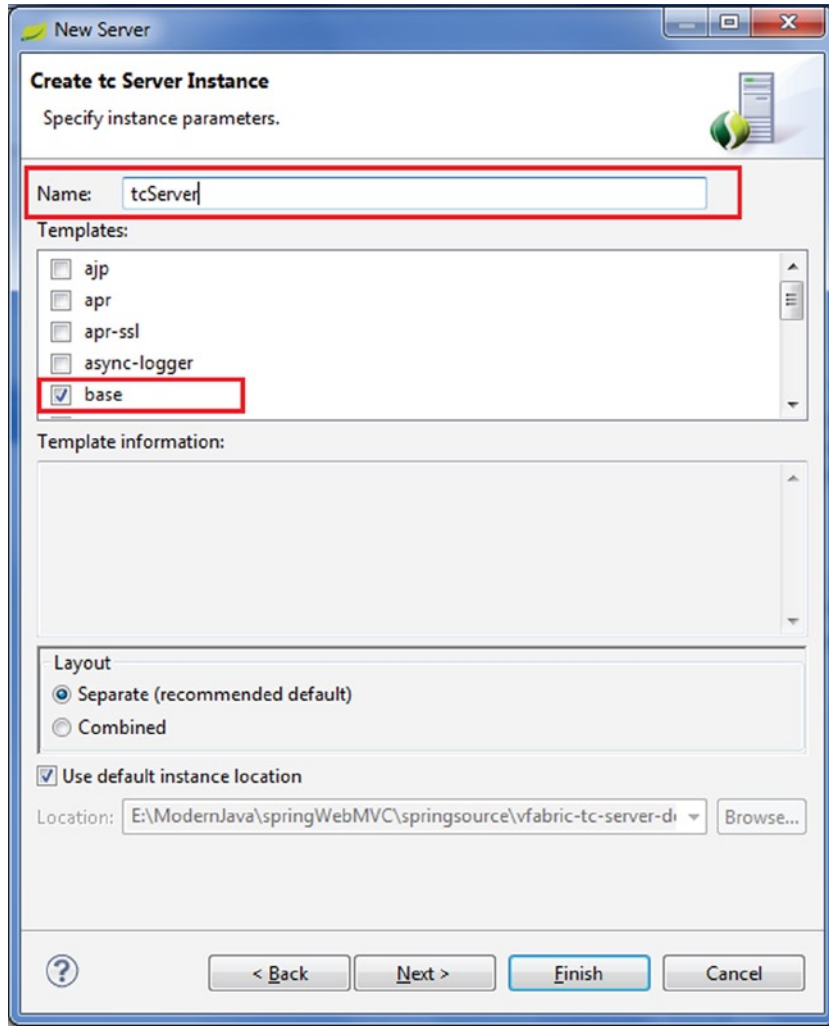 New Server
Create tc Server Instance
Specify instance parameters.
Name: tcServer
Templates:
ajp
apr
apr-ssl
async-logger
base
Template information:
Layout
Separate (recommended default)
Combined
Use default instance location
Location: E:\ModernJava\springWebMVC\springsource\vfabric-tc-server-d Browse...
? < Back Next > Finish Cancel